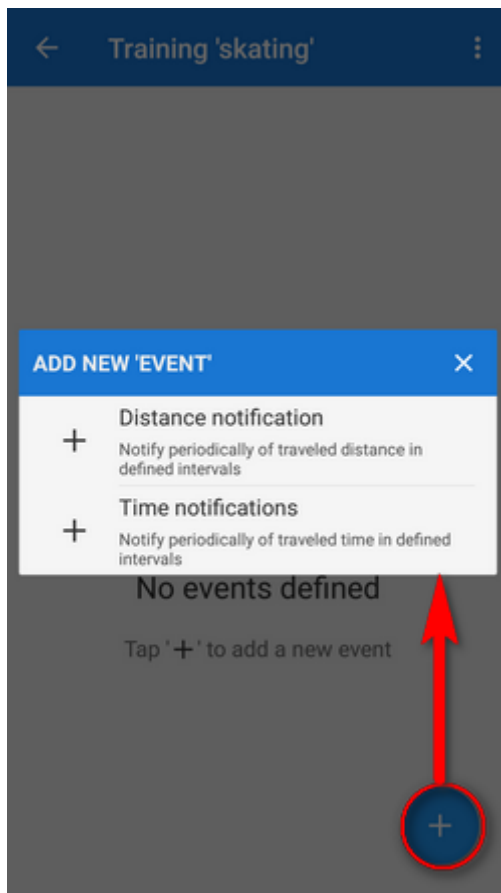 Training 'skating'
ADD NEW 'EVENT'
Distance notification
Notify periodically of traveled distance in
defined intervals
Time notifications
Notify periodically of traveled time in defined
intervals
No events defined
Tap '+' to add a new event